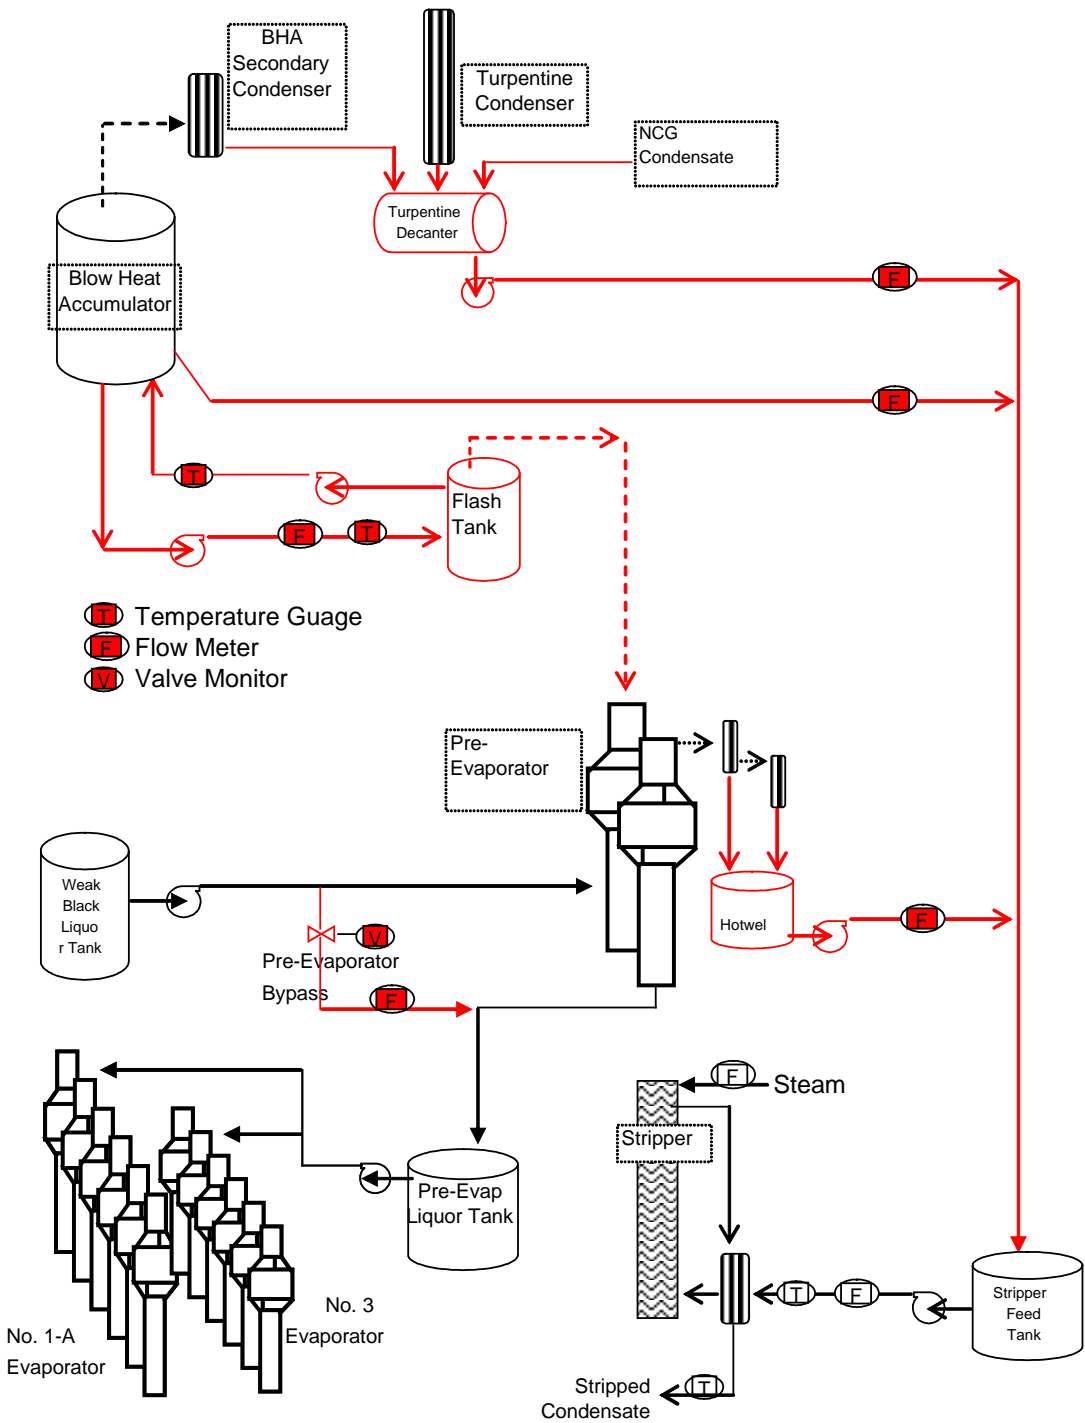 BHA
Secondary
Condenser
Turpentine
Condenser
NCG
Condensate
Turpentine
Decanter
Blow Heat
Accumulator
F
F
T
Flash
Tank
F
T
T Temperature Guage
F Flow Meter
V Valve Monitor
Pre-
Evaporator
Weak
Black
Liquo
r Tank
Hotwel
F
V
Pre-Evaporator
Bypass
F
F
Steam
Stripper
Pre-Evap
Liquor Tank
T
F
Stripper
Feed
Tank
No. 3
Evaporator
No. 1-A
Evaporator
T
Stripped
Condensate